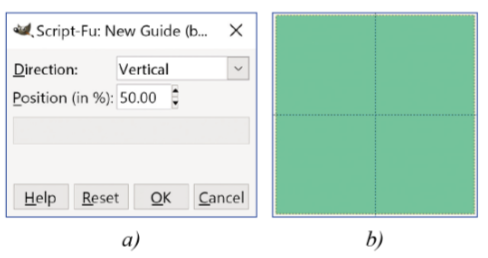 Script-Fu: New Guide (b...
Direction: Vertical
Position (in %): 50.00
Help Reset OK Cancel
a) b)